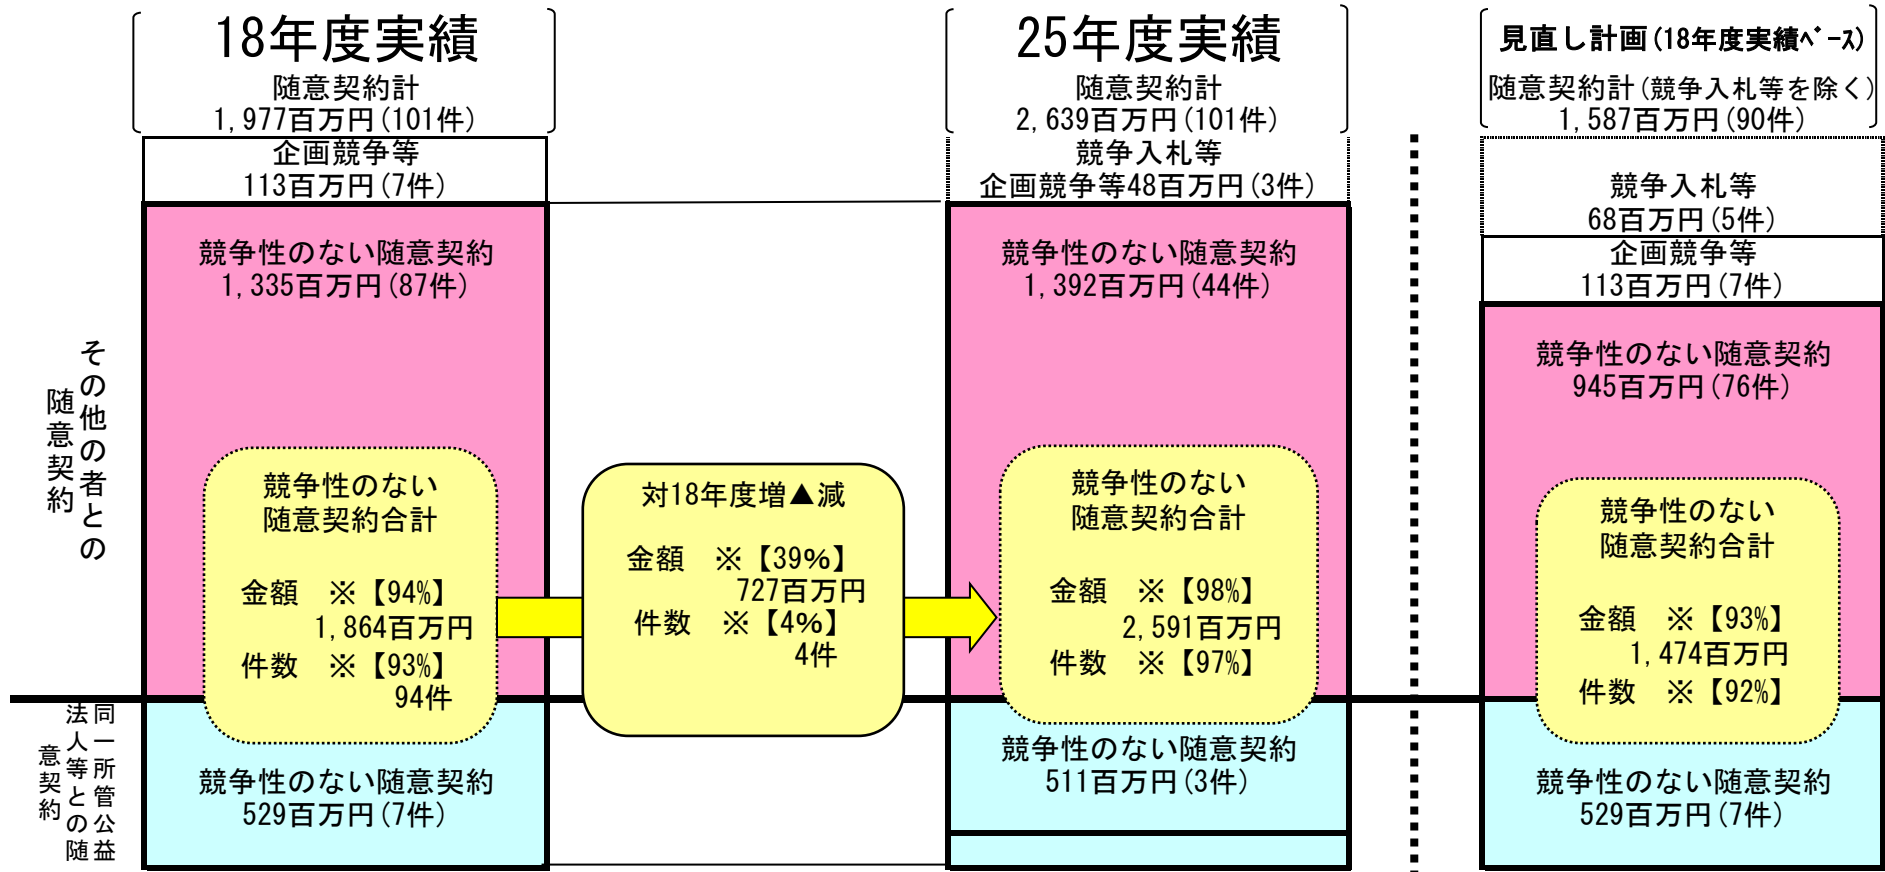 18年度実績
随意契約計
1,977百万円(101件)
企画競争等
113百万円(7件)
競争性のない随意契約
1,335百万円(87件)
競争性のない
随意契約合計
金額 ※【94%】
1,864百万円
件数 ※【93%】
94件
競争性のない随意契約
529百万円(7件)
対18年度増▲減
金額 ※【39%】
727百万円
件数 ※【4%】
4件
25年度実績
随意契約計
2,639百万円(101件)
競争入札等
企画競争等48百万円(3件)
競争性のない随意契約
1,392百万円(44件)
競争性のない
随意契約合計
金額 ※【98%】
2,591百万円
件数 ※【97%】
競争性のない随意契約
511百万円(3件)
見直し計画(18年度実績ベース)
随意契約計(競争入札等を除く)
1,587百万円(90件)
競争入札等
68百万円(5件)
企画競争等
113百万円(7件)
競争性のない随意契約
945百万円(76件)
競争性のない
随意契約合計
金額 ※【93%】
1,474百万円
件数 ※【92%】
競争性のない随意契約
529百万円(7件)
その他の者との
随意契約
同一所管公益
法人等との随
意契約